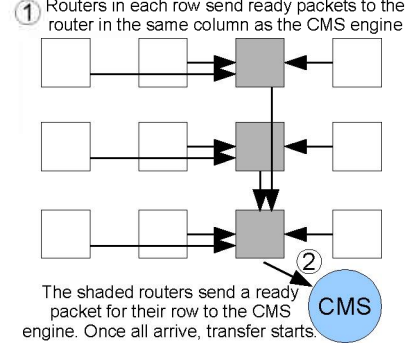 1 Routers in each row send ready packets to the
router in the same column as the CMS engine
2
The shaded routers send a ready
packet for their row to the CMS
engine. Once all arrive, transfer starts.
CMS